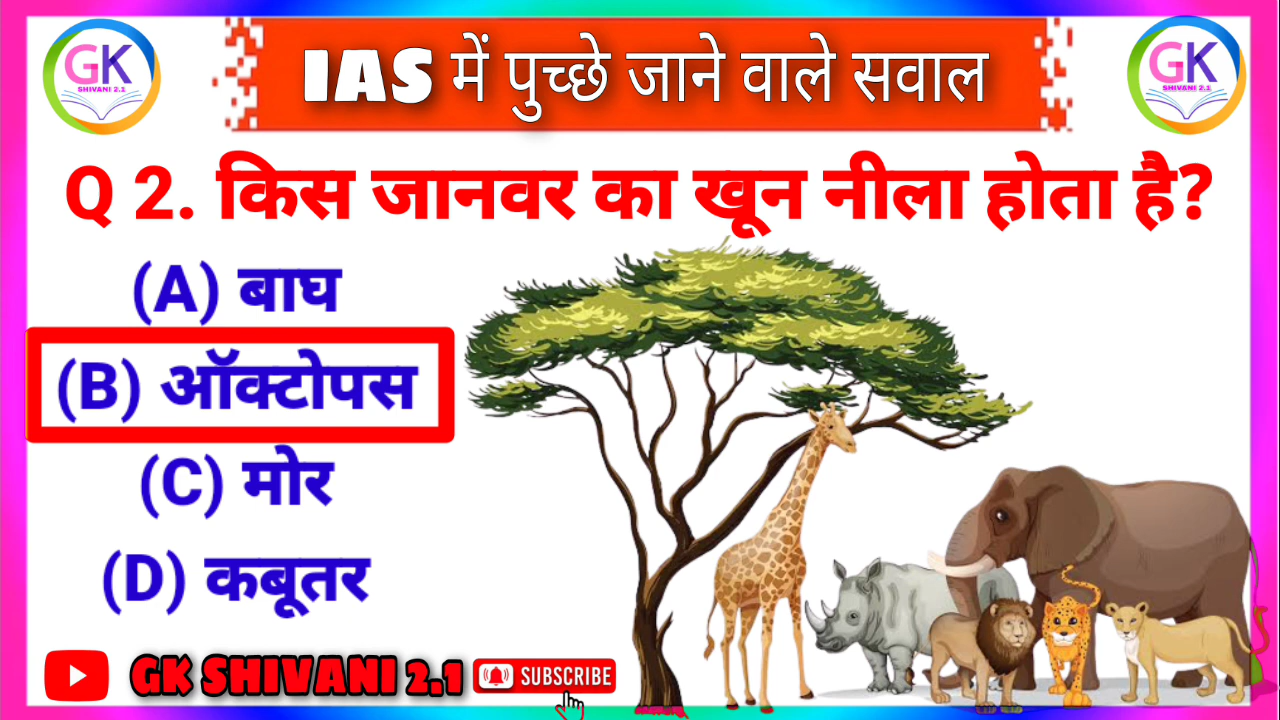 GK
SHIVANI 2.1
IAS में पुच्छे जाने वाले सवाल
GK
SHIVANI 2.1
Q 2. किस जानवर का खून नीला होता है?
(A) बाघ
(B) ऑक्टोपस
(C) मोर
(D) कबूतर
GK SHIVANI 2.1 SUBSCRIBE